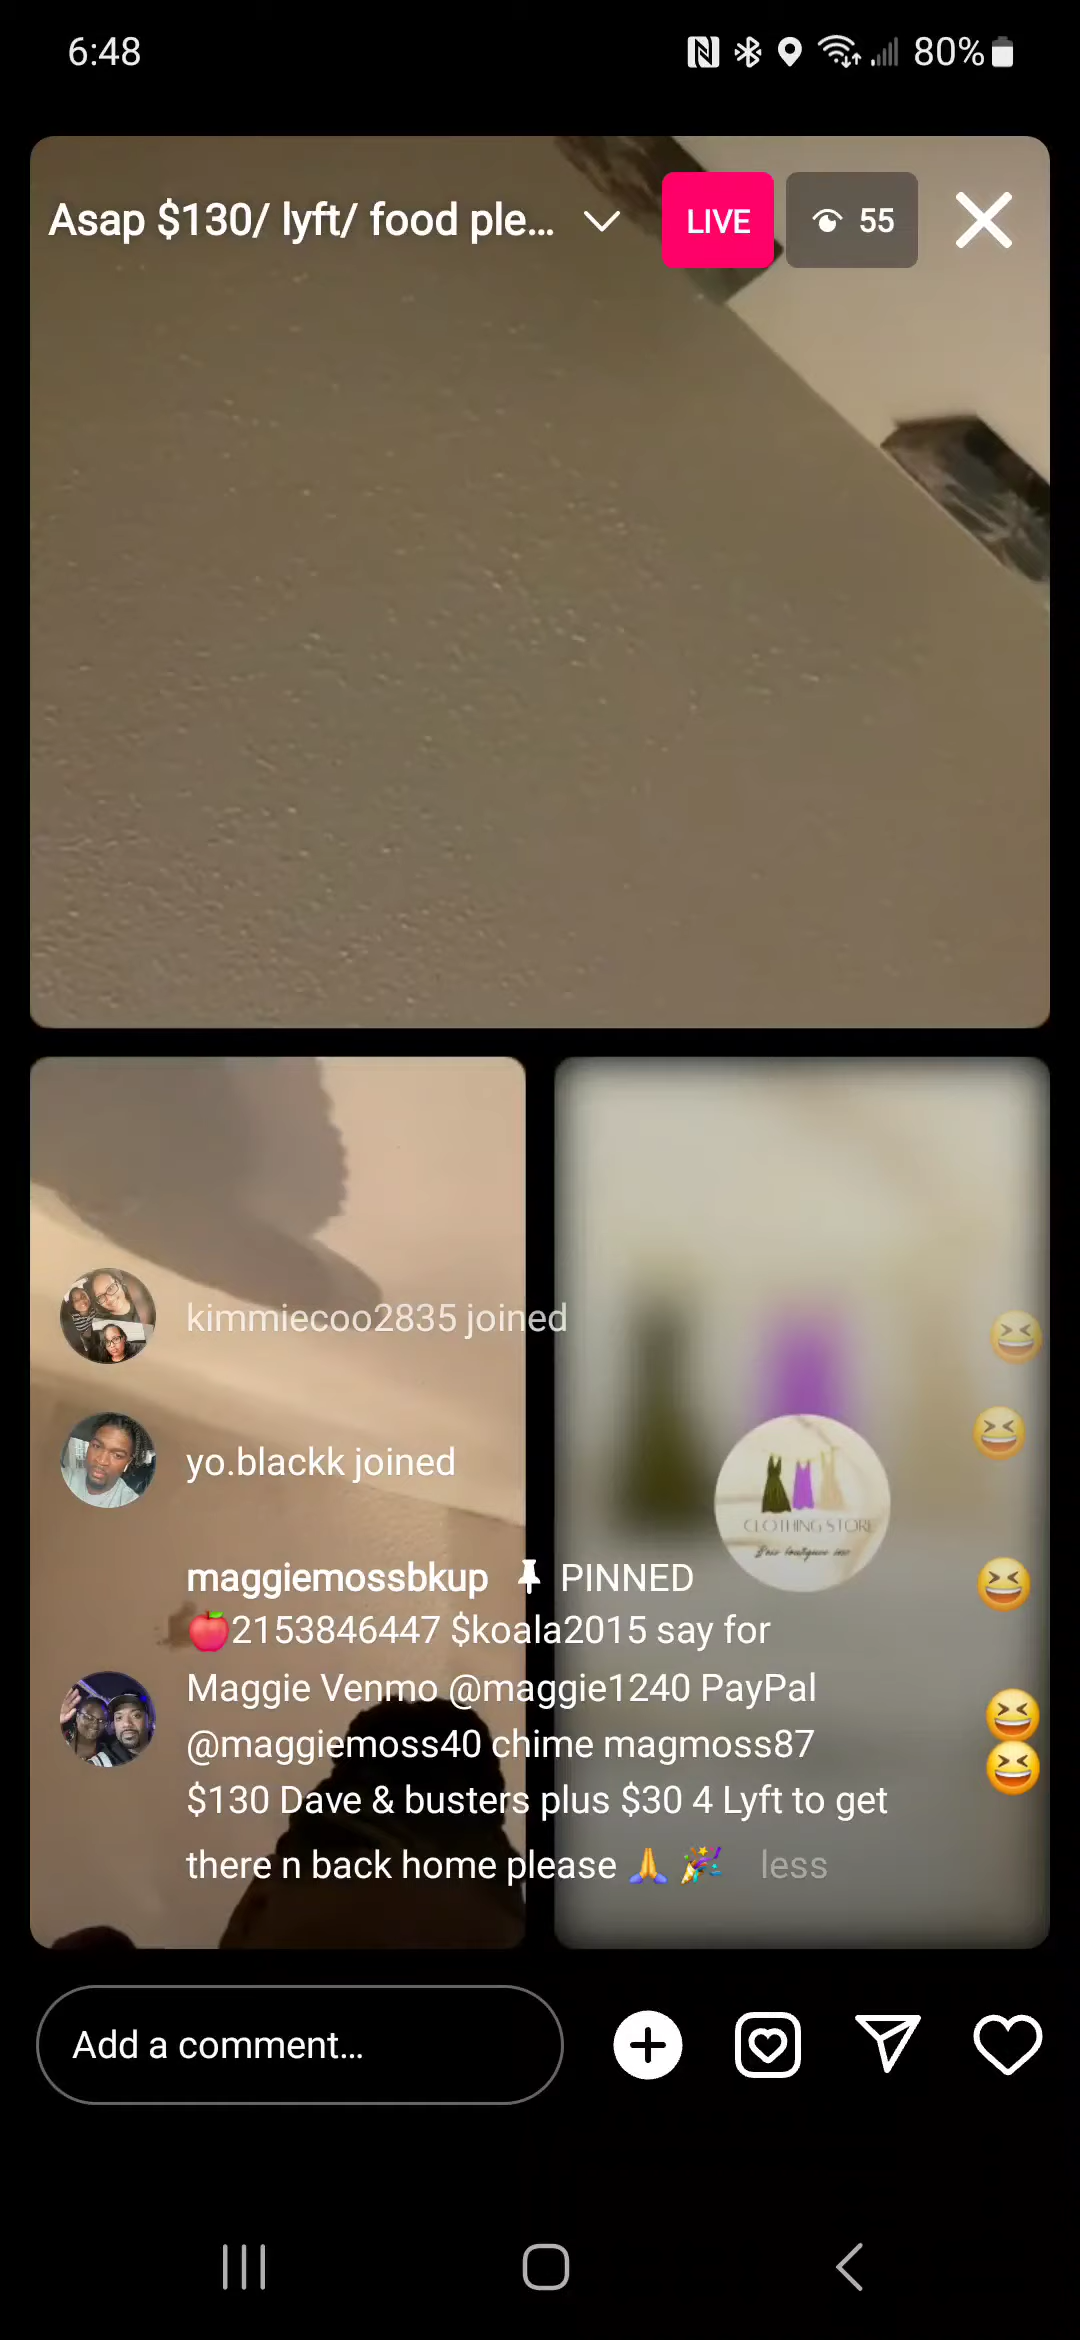 6:48
80%
Asap $130/ lyft/ food ple...
LIVE
55
kimmiecoo2835 joined
yo.blackk joined
CLOTHING STORE
maggiemossbkup 📌 PINNED
🍎2153846447 $koala2015 say for
Maggie Venmo @maggie1240 PayPal
@maggiemoss40 chime magmoss87
$130 Dave & busters plus $30 4 Lyft to get
there n back home please 🙏 🎉 less
Add a comment...